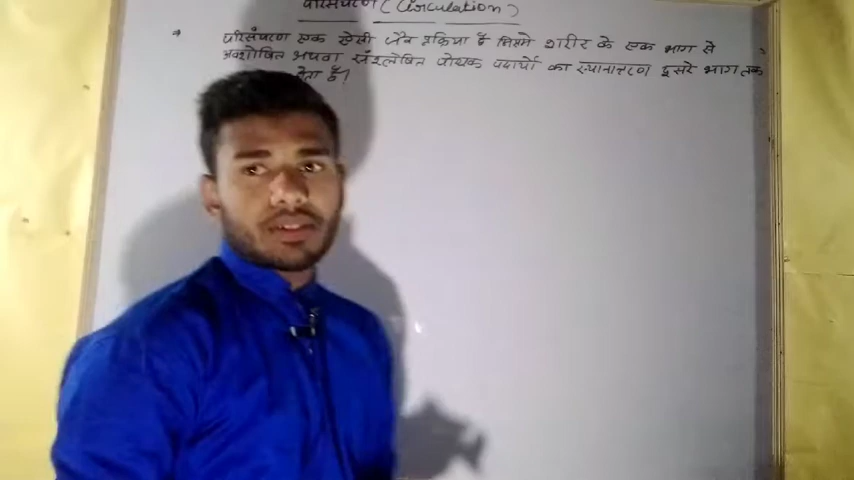 परिसंचरण (Circulation)
* परिसंचरण एक ऐसी जैव प्रक्रिया है जिसमे शरीर के एक भाग से
अवशोषित अथवा संश्लेषित पोषक पदार्थो का स्थानान्तरण दूसरे भाग तक
होता है।